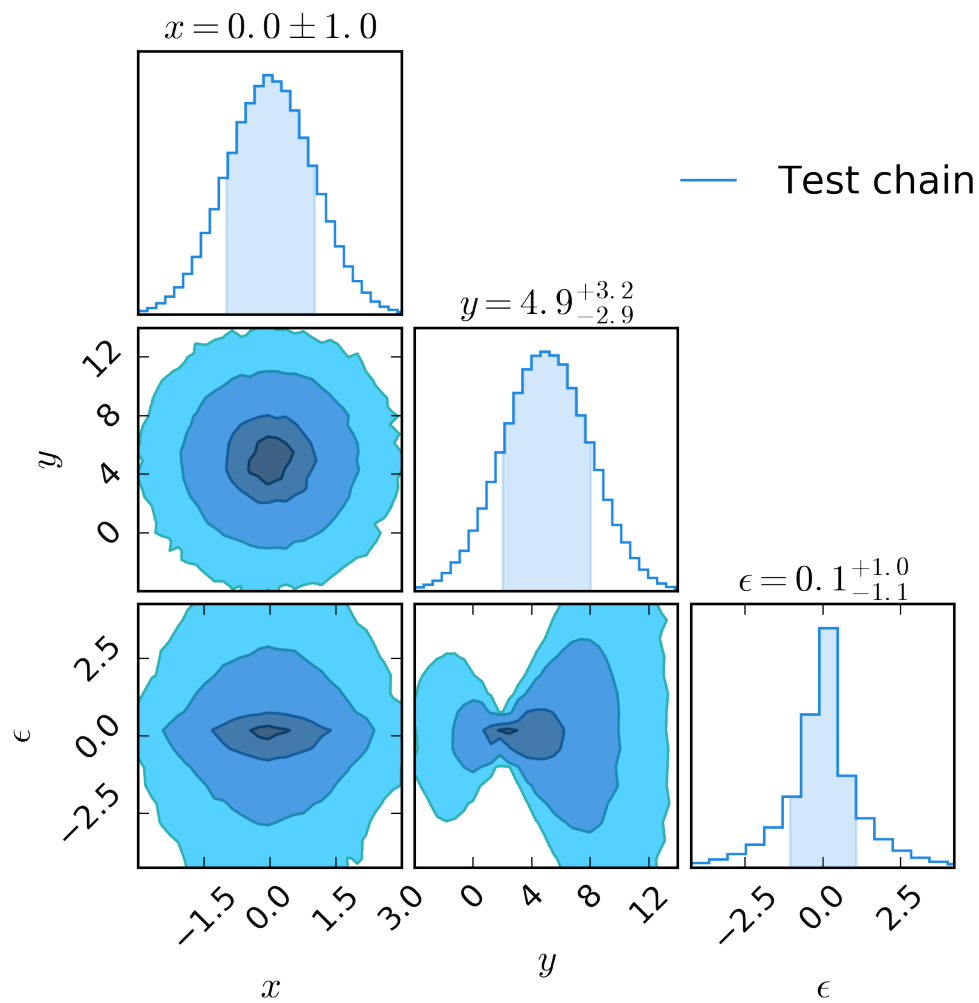 x = 0.0 ± 1.0
Test chain
y = 4.9 +3.2 −2.9
12
8
4
0
y
ϵ = 0.1 +1.0 −1.1
2.5
0.0
−2.5
ϵ
−1.5 0.0 1.5 3.0 0 4 8 12 −2.5 0.0 2.5
x y ϵ